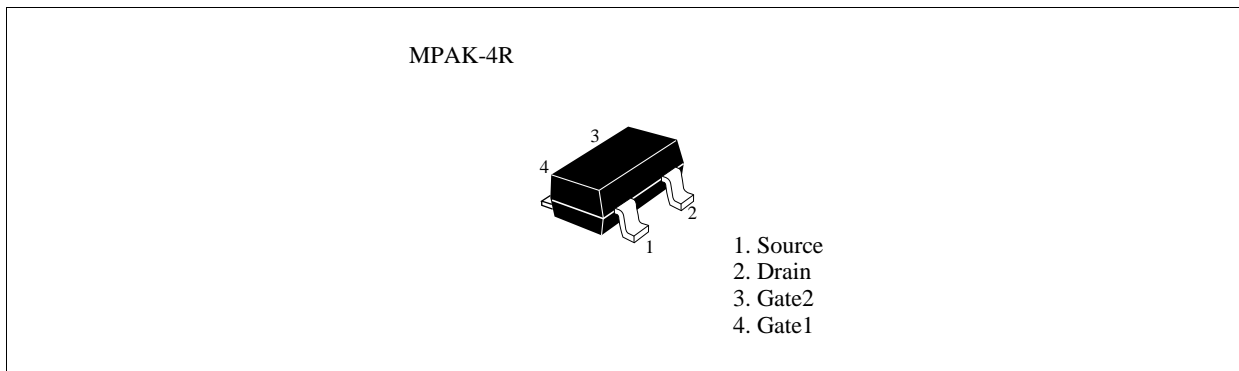 MPAK-4R
3
4
2
1
1. Source
2. Drain
3. Gate2
4. Gate1